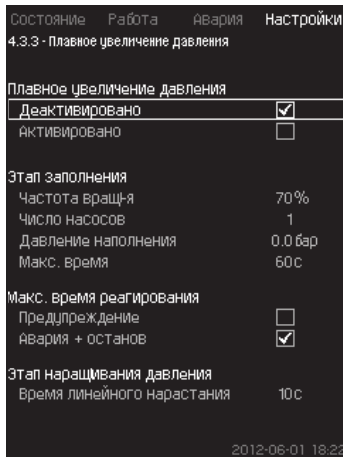 Состояние Работа Авария Настройки
4.3.3 - Плавное увеличение давления
Плавное увеличение давления
Деактивировано
Активировано
Этап заполнения
Частота вращ-я 70%
Число насосов 1
Давление наполнения 0.0 бар
Макс. время 60с
Макс. время реагирования
Предупреждение
Авария + останов
Этап наращивания давления
Время линейного нарастания 10с
2012-06-01 18:22